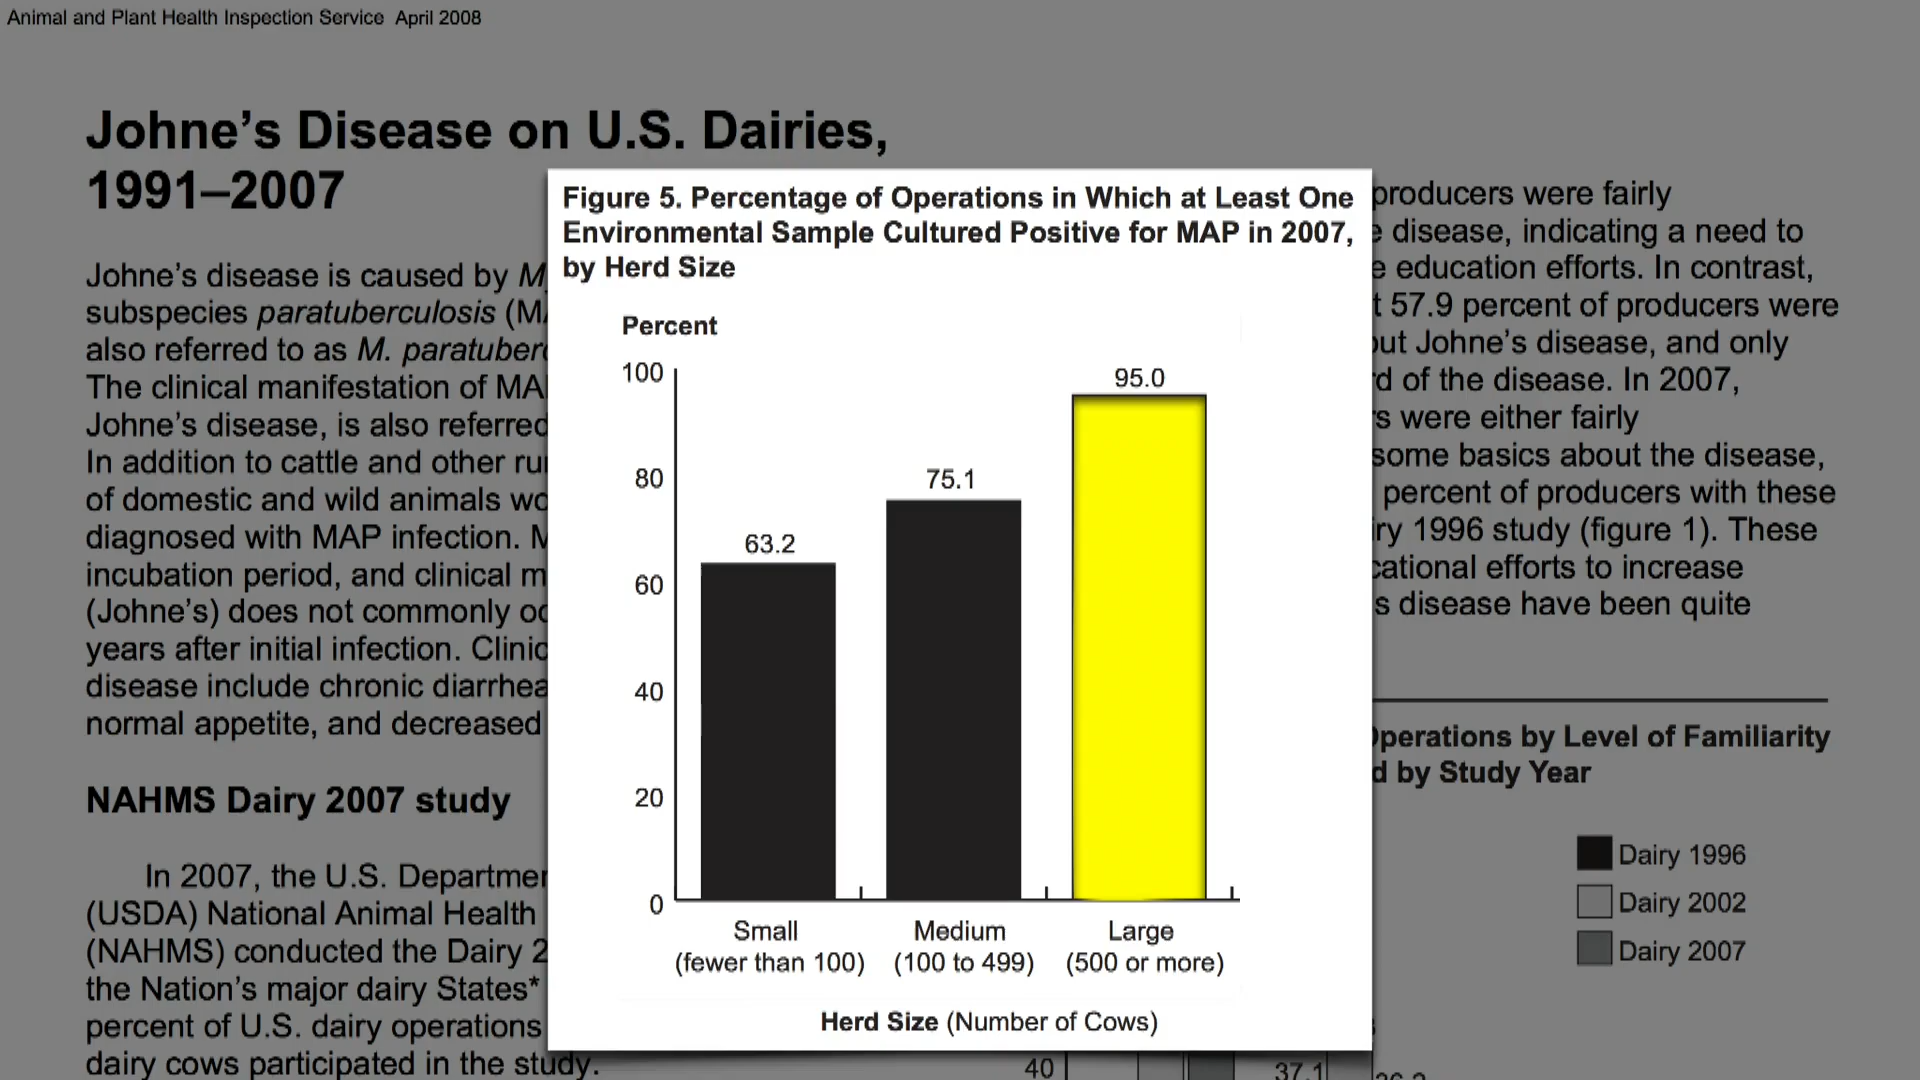 Animal and Plant Health Inspection Service April 2008
Johne’s Disease on U.S. Dairies,
1991–2007
Johne’s disease is caused by
subspecies paratuberculosis
also referred to as M.
The clinical manifestation of
Johne’s disease, is also referred
In addition to cattle and other
of domestic and wild animals
diagnosed with MAP infection.
incubation period, and clinical
(Johne’s) does not commonly
years after initial infection.
disease include chronic diarrhea
normal appetite, and decreased
NAHMS Dairy 2007 study
In 2007, the U.S.
(USDA) National Animal Health
(NAHMS) conducted the Dairy
the Nation’s major dairy States*
percent of U.S. dairy operations
dairy cows participated in the study.
Figure 5. Percentage of Operations in Which at Least One
Environmental Sample Cultured Positive for MAP in 2007,
by Herd Size
Percent
100
80
60
40
20
0
63.2
75.1
95.0
Small
(fewer than 100)
Medium
(100 to 499)
Large
(500 or more)
Herd Size (Number of Cows)
producers were fairly
disease, indicating a need to
education efforts. In contrast,
57.9 percent of producers were
Johne’s disease, and only
of the disease. In 2007,
were either fairly
some basics about the disease,
percent of producers with these
1996 study (figure 1). These
efforts to increase
disease have been quite
Operations by Level of Familiarity
by Study Year
Dairy 1996
Dairy 2002
Dairy 2007
40
37.1